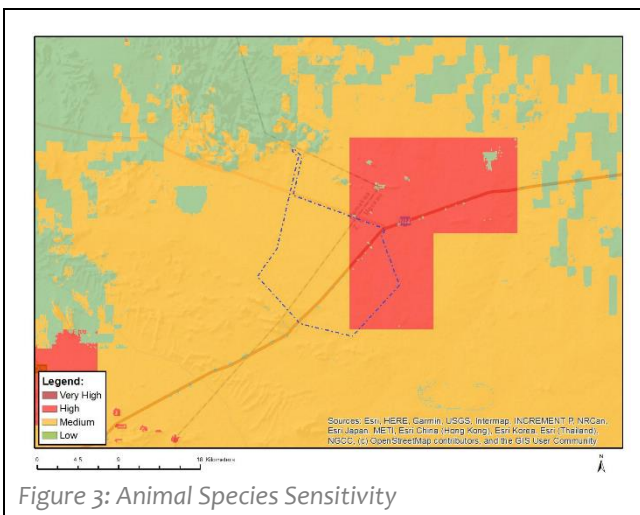 Legend:
Very High
High
Medium
Low
Sources: Esri, HERE, Garmin, USGS, Intermap, INCREMENT P, NRCan,
Esri Japan, METI, Esri China (Hong Kong), Esri Korea, Esri (Thailand),
NGCC, (c) OpenStreetMap contributors, and the GIS User Community
0 4.5 9 18 Kilometers
N
Figure 3: Animal Species Sensitivity